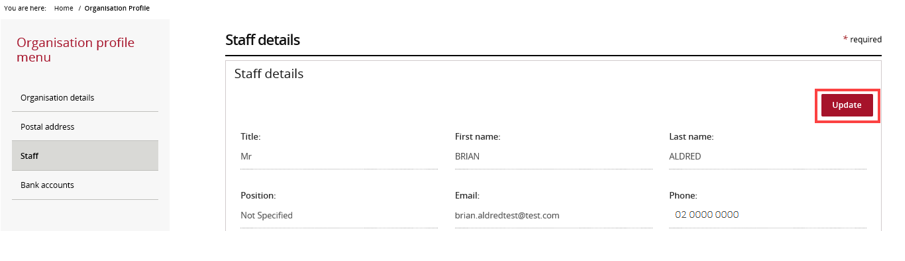 You are here: Home / Organisation Profile
Organisation profile
menu
Organisation details
Postal address
Staff
Bank accounts
Staff details
* required
Staff details
Update
Title: First name: Last name:
Mr BRIAN ALDRED
Position: Email: Phone:
Not Specified brian.aldredtest@test.com 02 0000 0000